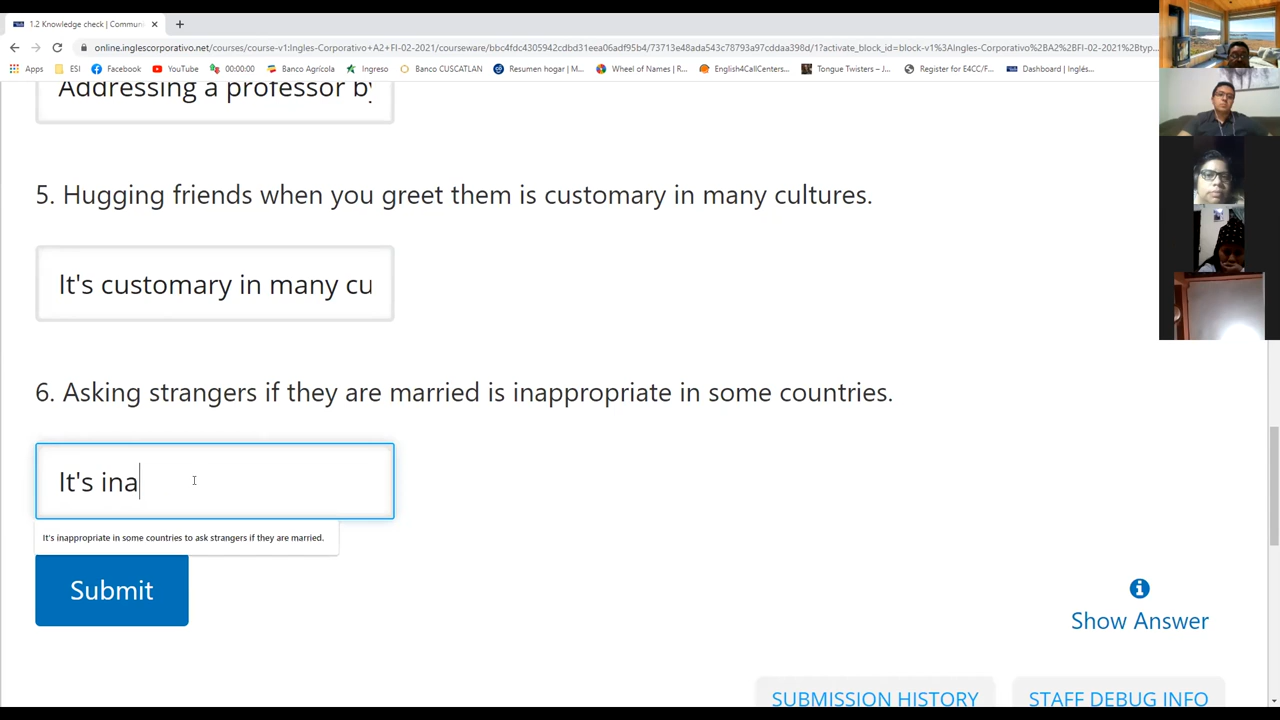 1.2 Knowledge check | Commun
online.inglescorporativo.net/courses/course-v1:Ingles-Corporativo+A2+FI-02-2021/courseware/bbc4fdc4305942cdbd31eea06adf95b4/73713e48ada543c78793a97cddaa398d/1?activate_block_id=block-v1%3AIngles-Corporativo%2BA2%2BFI-02-2021%2Btyp...
Apps ESl Facebook YouTube 00:00:00 Banco Agrícola Ingreso Banco CUSCATLAN Resumen hogar | M... Wheel of Names | R... English4CallCenters... Tongue Twisters – J... Register for E4CC/F... Dashboard | Inglés...
Addressing a professor by
5. Hugging friends when you greet them is customary in many cultures.
It's customary in many cu
6. Asking strangers if they are married is inappropriate in some countries.
It's ina
It's inappropriate in some countries to ask strangers if they are married.
Submit
Show Answer
SUBMISSION HISTORY STAFF DEBUG INFO